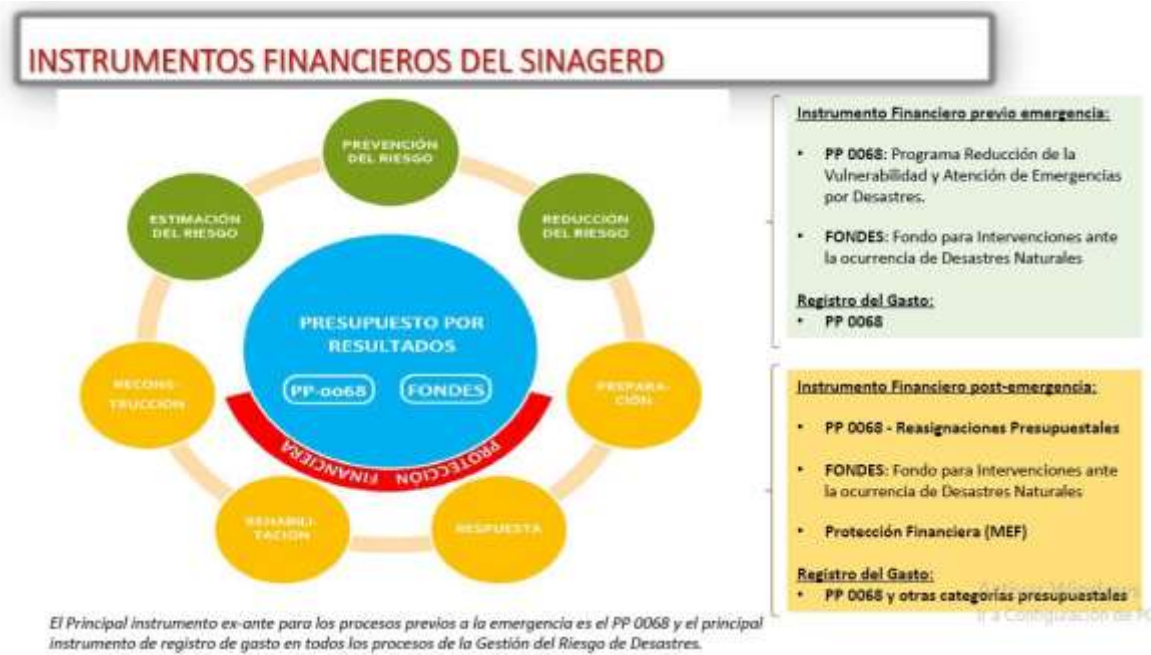 INSTRUMENTOS FINANCIEROS DEL SINAGERD
PREVENCIÓN
DEL RIESGO
ESTIMACIÓN
DEL RIESGO
REDUCCIÓN
DEL RIESGO
PRESUPUESTO POR
RESULTADOS
PP-0068
FONDES
RECONS-
TRUCCIÓN
PREPARA-
CIÓN
PROTECCIÓN FINANCIERA
REHABILI-
TACIÓN
RESPUESTA
Instrumento Financiero previo emergencia:
• PP 0068: Programa Reducción de la
Vulnerabilidad y Atención de Emergencias
por Desastres.
• FONDES: Fondo para Intervenciones ante
la ocurrencia de Desastres Naturales
Registro del Gasto:
• PP 0068
Instrumento Financiero post-emergencia:
• PP 0068 - Reasignaciones Presupuestales
• FONDES: Fondo para Intervenciones ante
la ocurrencia de Desastres Naturales
• Protección Financiera (MEF)
Registro del Gasto:
• PP 0068 y otras categorías presupuestales
Activar Windows
Ir a Configuración de PC
El Principal instrumento ex-ante para los procesos previos a la emergencia es el PP 0068 y el principal
instrumento de registro de gasto en todos los procesos de la Gestión del Riesgo de Desastres.